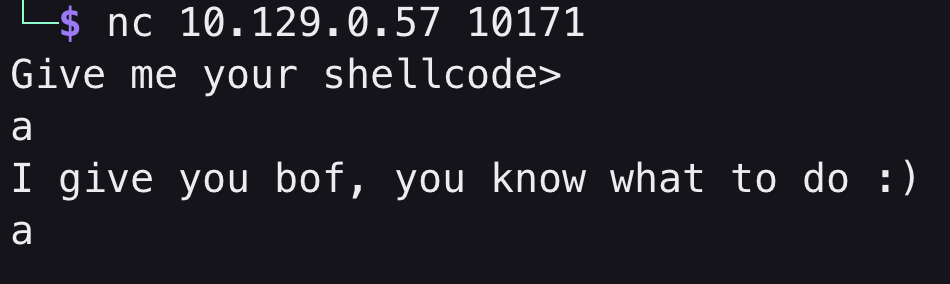 └─$ nc 10.129.0.57 10171
Give me your shellcode>
a
I give you bof, you know what to do :)
a